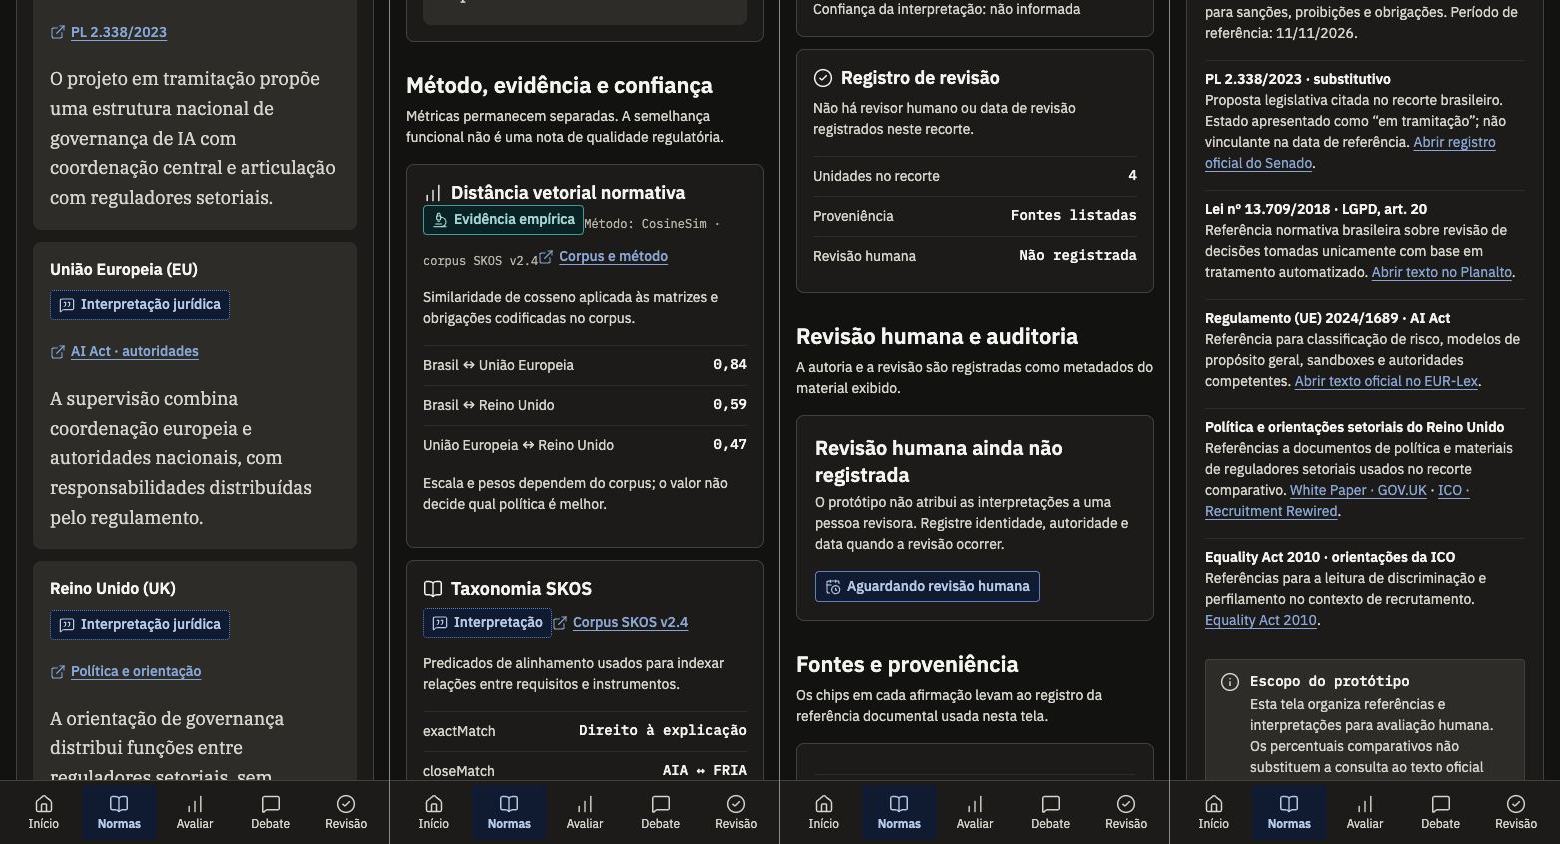 PL 2.338/2023
O projeto em tramitação propõe
uma estrutura nacional de
governança de IA com
coordenação central e articulação
com reguladores setoriais.
União Europeia (EU)
Interpretação jurídica
AI Act · autoridades
A supervisão combina
coordenação europeia e
autoridades nacionais, com
responsabilidades distribuídas
pelo regulamento.
Reino Unido (UK)
Interpretação jurídica
Política e orientação
A orientação de governança
distribui funções entre
reguladores setoriais, sem
Início
Normas
Avaliar
Debate
Revisão
Método, evidência e confiança
Métricas permanecem separadas. A semelhança
funcional não é uma nota de qualidade regulatória.
Distância vetorial normativa
Evidência empírica Método: CosineSim ·
corpus SKOS v2.4 Corpus e método
Similaridade de cosseno aplicada às matrizes e
obrigações codificadas no corpus.
Brasil ↔ União Europeia 0,84
Brasil ↔ Reino Unido 0,59
União Europeia ↔ Reino Unido 0,47
Escala e pesos dependem do corpus; o valor não
decide qual política é melhor.
Taxonomia SKOS
Interpretação Corpus SKOS v2.4
Predicados de alinhamento usados para indexar
relações entre requisitos e instrumentos.
exactMatch Direito à explicação
closeMatch AIA ↔ FRIA
Início
Normas
Avaliar
Debate
Revisão
Confiança da interpretação: não informada
Registro de revisão
Não há revisor humano ou data de revisão
registrados neste recorte.
Unidades no recorte 4
Proveniência Fontes listadas
Revisão humana Não registrada
Revisão humana e auditoria
A autoria e a revisão são registradas como metadados do
material exibido.
Revisão humana ainda não
registrada
O protótipo não atribui as interpretações a uma
pessoa revisora. Registre identidade, autoridade e
data quando a revisão ocorrer.
Aguardando revisão humana
Fontes e proveniência
Os chips em cada afirmação levam ao registro da
referência documental usada nesta tela.
Início
Normas
Avaliar
Debate
Revisão
para sanções, proibições e obrigações. Período de
referência: 11/11/2026.
PL 2.338/2023 · substitutivo
Proposta legislativa citada no recorte brasileiro.
Estado apresentado como “em tramitação”; não
vinculante na data de referência. Abrir registro
oficial do Senado.
Lei nº 13.709/2018 · LGPD, art. 20
Referência normativa brasileira sobre revisão de
decisões tomadas unicamente com base em
tratamento automatizado. Abrir texto no Planalto.
Regulamento (UE) 2024/1689 · AI Act
Referência para classificação de risco, modelos de
propósito geral, sandboxes e autoridades
competentes. Abrir texto oficial no EUR-Lex.
Política e orientações setoriais do Reino Unido
Referências a documentos de política e materiais
de reguladores setoriais usados no recorte
comparativo. White Paper · GOV.UK · ICO ·
Recruitment Rewired.
Equality Act 2010 · orientações da ICO
Referências para a leitura de discriminação e
perfilamento no contexto de recrutamento.
Equality Act 2010.
Escopo do protótipo
Esta tela organiza referências e
interpretações para avaliação humana.
Os percentuais comparativos não
substituem a consulta ao texto oficial
Início
Normas
Avaliar
Debate
Revisão